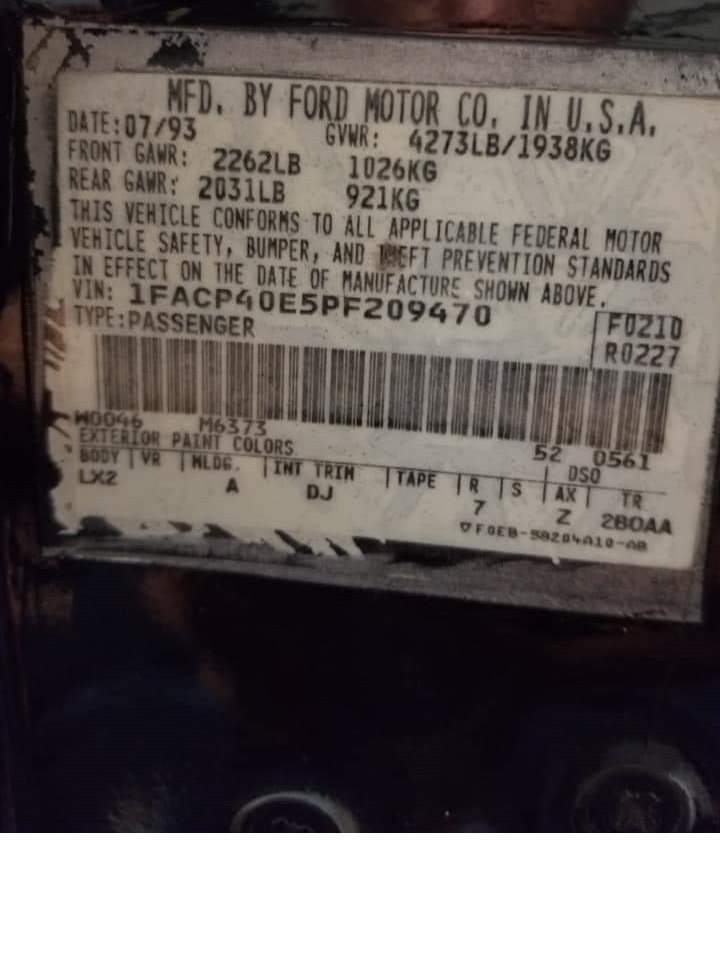 MFD. BY FORD MOTOR CO. IN U.S.A.
DATE:07/93 GVWR: 4273LB/1938KG
FRONT GAWR: 2262LB 1026KG
REAR GAWR: 2031LB 921KG
THIS VEHICLE CONFORMS TO ALL APPLICABLE FEDERAL MOTOR
VEHICLE SAFETY, BUMPER, AND THEFT PREVENTION STANDARDS
IN EFFECT ON THE DATE OF MANUFACTURE SHOWN ABOVE.
VIN: 1FACP40E5PF209470
TYPE:PASSENGER F0210
R0227
W0046 M6373 52 0561
EXTERIOR PAINT COLORS DSO
BODY VR MLDG. INT TRIM TAPE R S AX TR
LX2 A DJ 7 Z 2BOAA